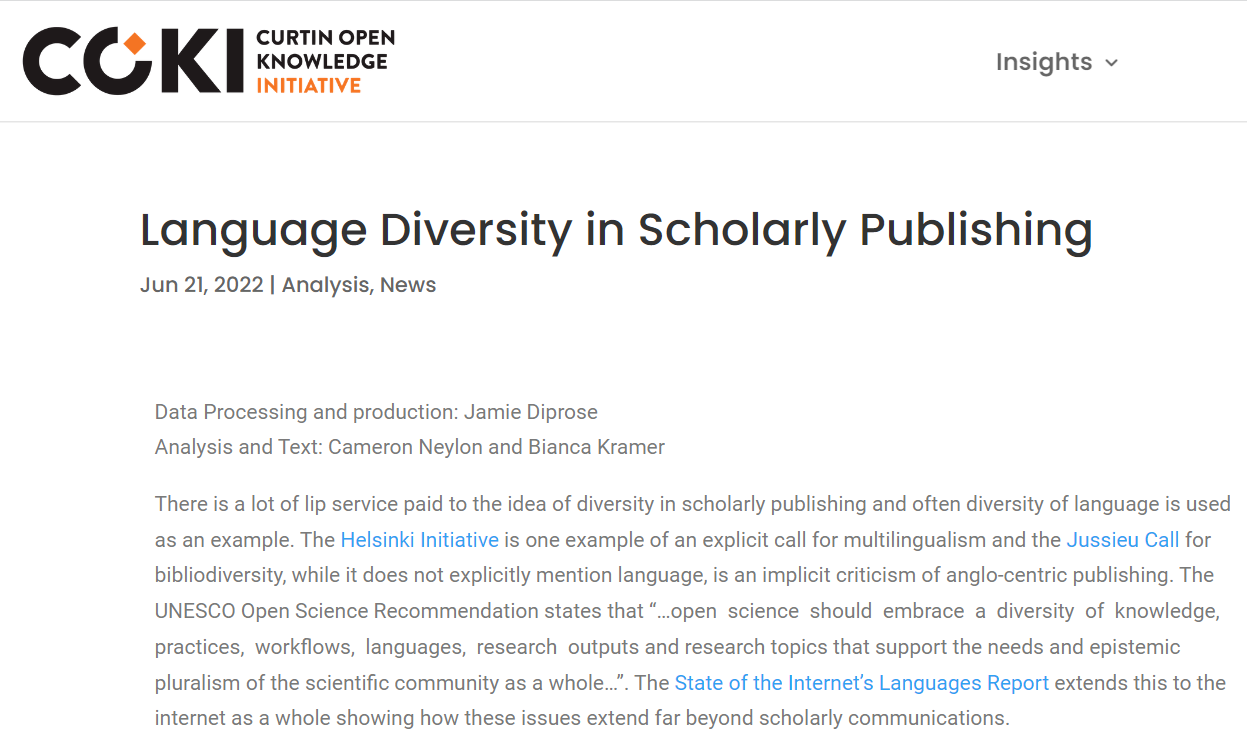 COKI
CURTIN OPEN
KNOWLEDGE
INITIATIVE
Insights
Language Diversity in Scholarly Publishing
Jun 21, 2022 | Analysis, News
Data Processing and production: Jamie Diprose
Analysis and Text: Cameron Neylon and Bianca Kramer
There is a lot of lip service paid to the idea of diversity in scholarly publishing and often diversity of language is used
as an example. The Helsinki Initiative is one example of an explicit call for multilingualism and the Jussieu Call for
bibliodiversity, while it does not explicitly mention language, is an implicit criticism of anglo-centric publishing. The
UNESCO Open Science Recommendation states that “…open science should embrace a diversity of knowledge,
practices, workflows, languages, research outputs and research topics that support the needs and epistemic
pluralism of the scientific community as a whole…”. The State of the Internet’s Languages Report extends this to the
internet as a whole showing how these issues extend far beyond scholarly communications.